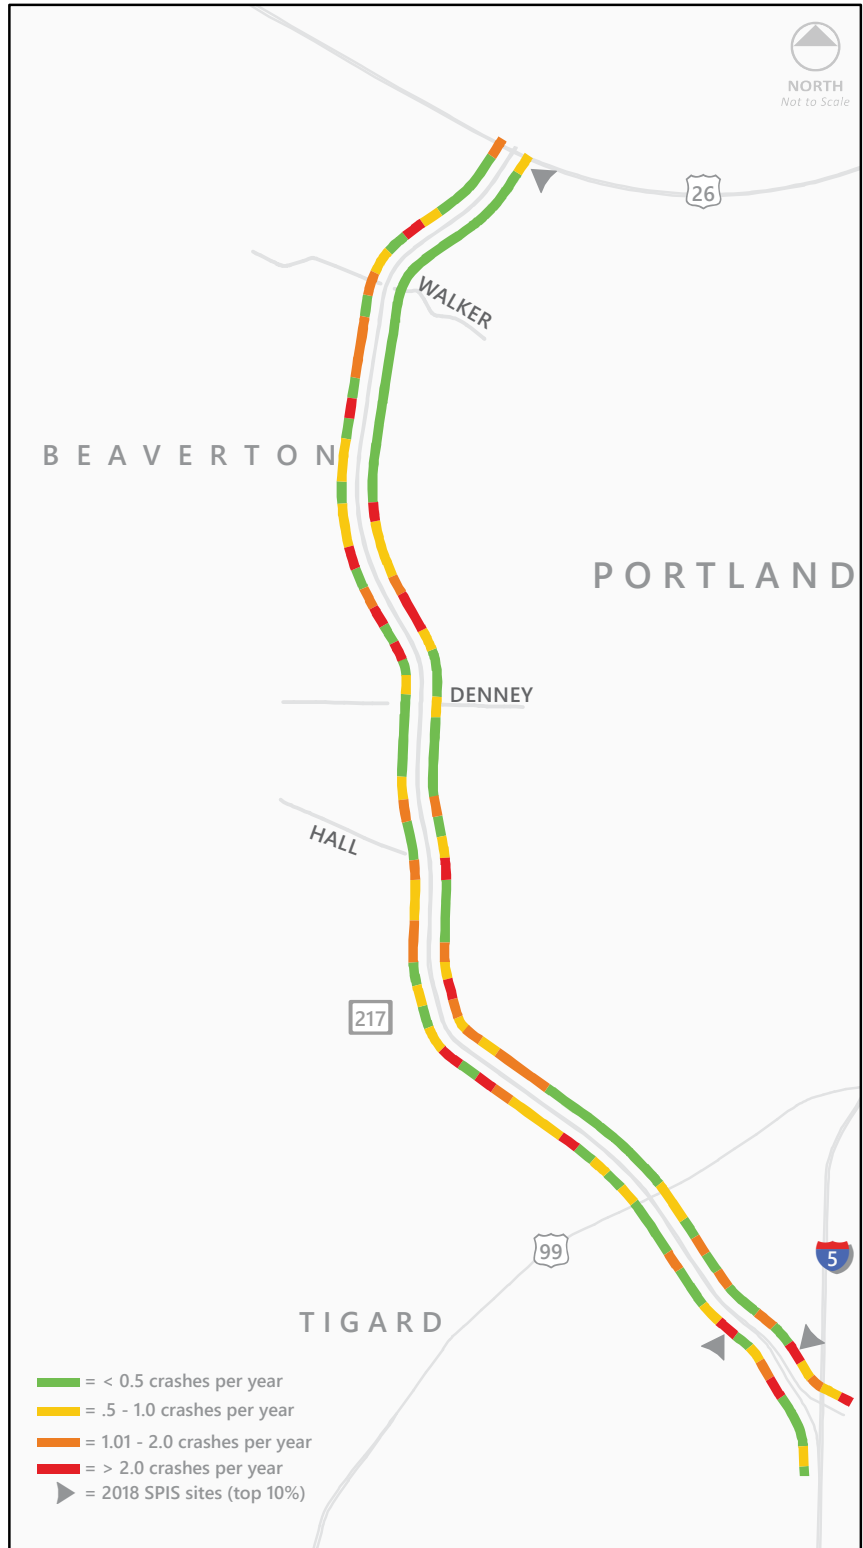 NORTH
Not to Scale
26
WALKER
BEAVERTON
PORTLAND
DENNEY
HALL
217
99
5
TIGARD
= < 0.5 crashes per year
= .5 - 1.0 crashes per year
= 1.01 - 2.0 crashes per year
= > 2.0 crashes per year
= 2018 SPIS sites (top 10%)